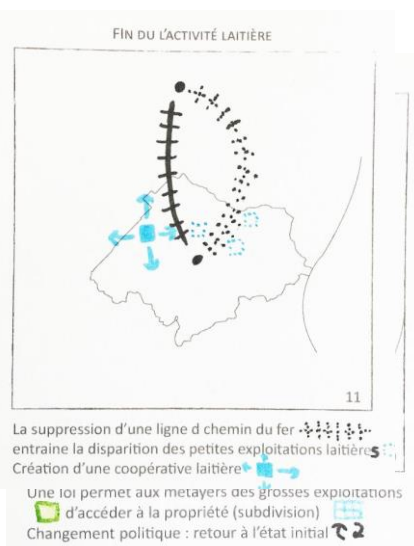 FIN DU L'ACTIVITÉ LAITIÈRE
11
La suppression d'une ligne d chemin du fer
entraine la disparition des petites exploitations laitières
Création d'une coopérative laitière
Une loi permet aux métayers des grosses exploitations
d'accéder à la propriété (subdivision)
Changement politique : retour à l'état initial 2